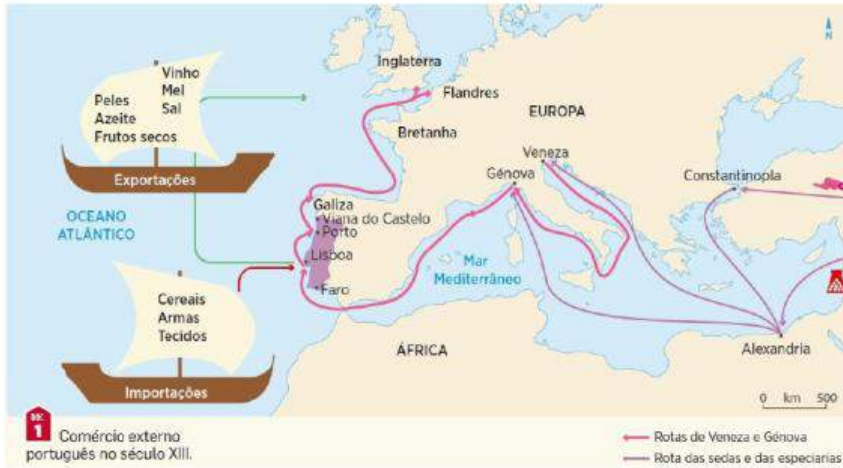 Vinho
Mel
Sal
Peles
Azeite
Frutos secos
Exportações
OCEANO
ATLÂNTICO
Cereais
Armas
Tecidos
Importações
Inglaterra
Flandres
Bretanha
EUROPA
Veneza
Génova
Constantinopla
Galiza
Viana do Castelo
Porto
Lisboa
Faro
Mar
Mediterrâneo
ÁFRICA
Alexandria
N
0 km 500
1 Comércio externo
português no século XIII.
Rotas de Veneza e Génova
Rota das sedas e das especiarias